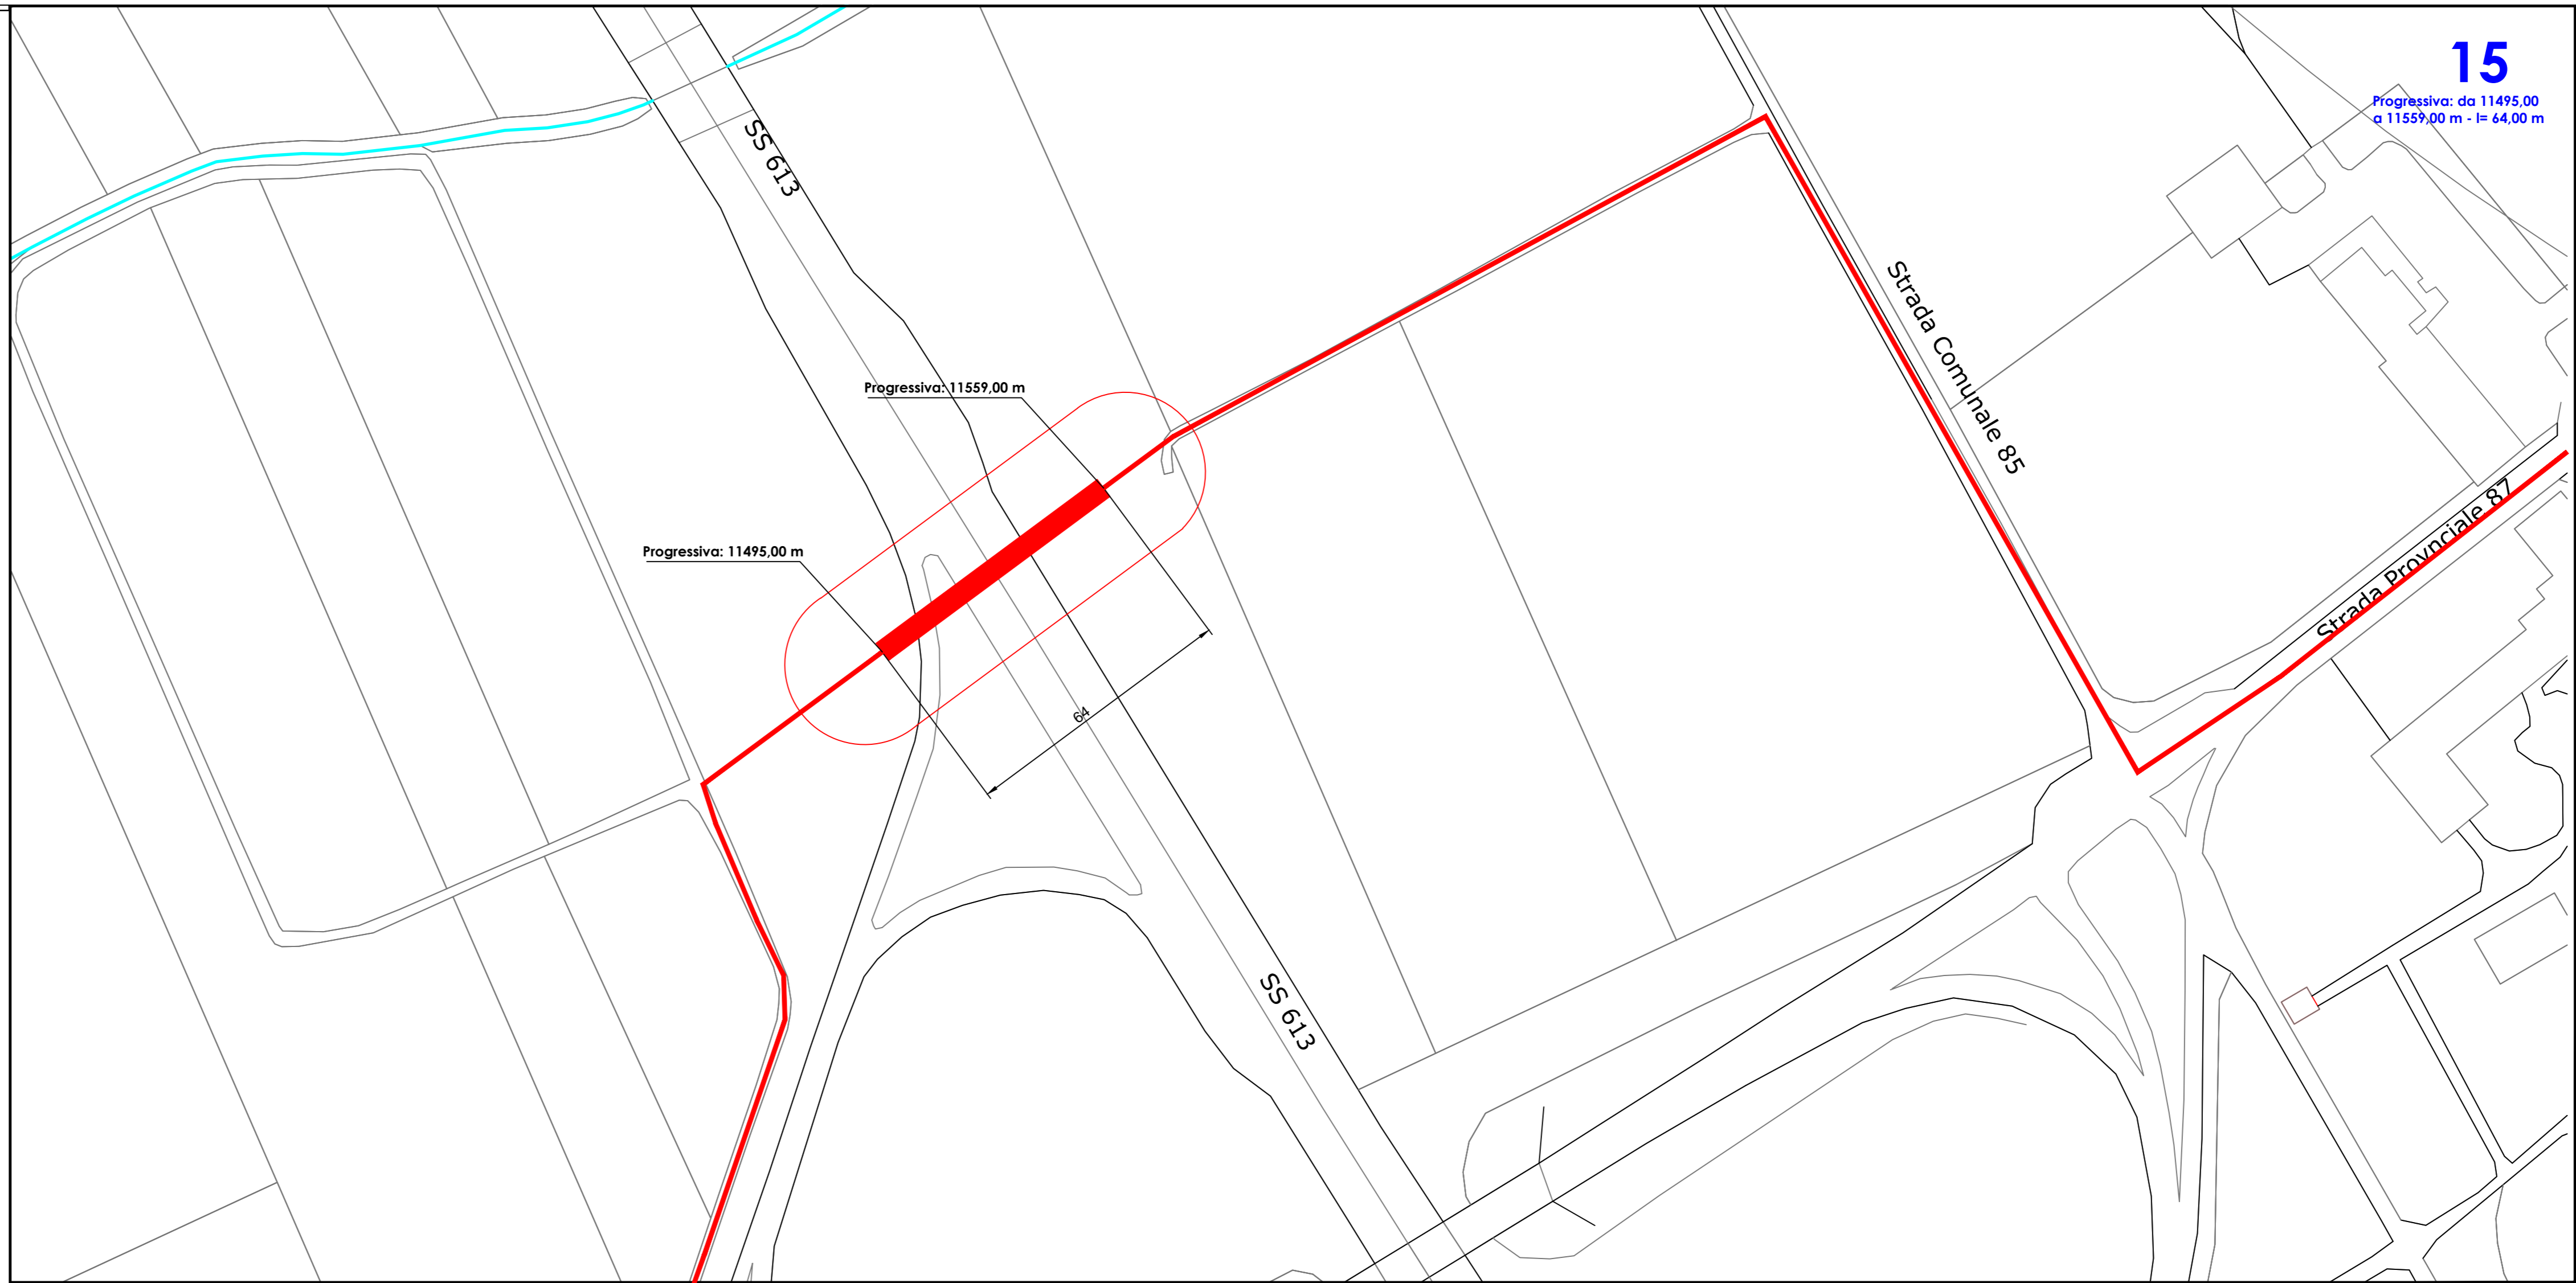 15
Progressiva: da 11495,00
a 11559,00 m - l= 64,00 m
SS 613
Strada Comunale 85
Progressiva: 11559,00 m
Strada Provnciale 87
Progressiva: 11495,00 m
64
SS 613